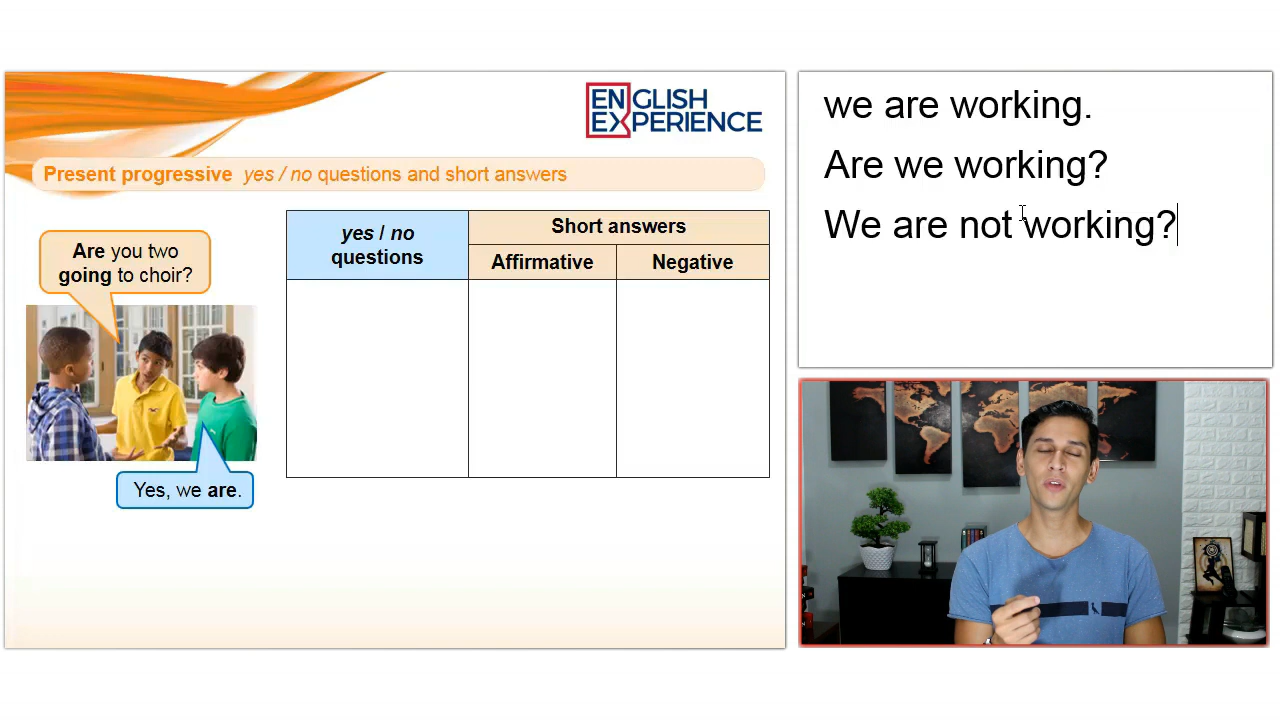 ENGLISH
EXPERIENCE
Present progressive yes / no questions and short answers
Are you two
going to choir?
Yes, we are.
yes / no
questions
Short answers
Affirmative
Negative
we are working.
Are we working?
We are not working?